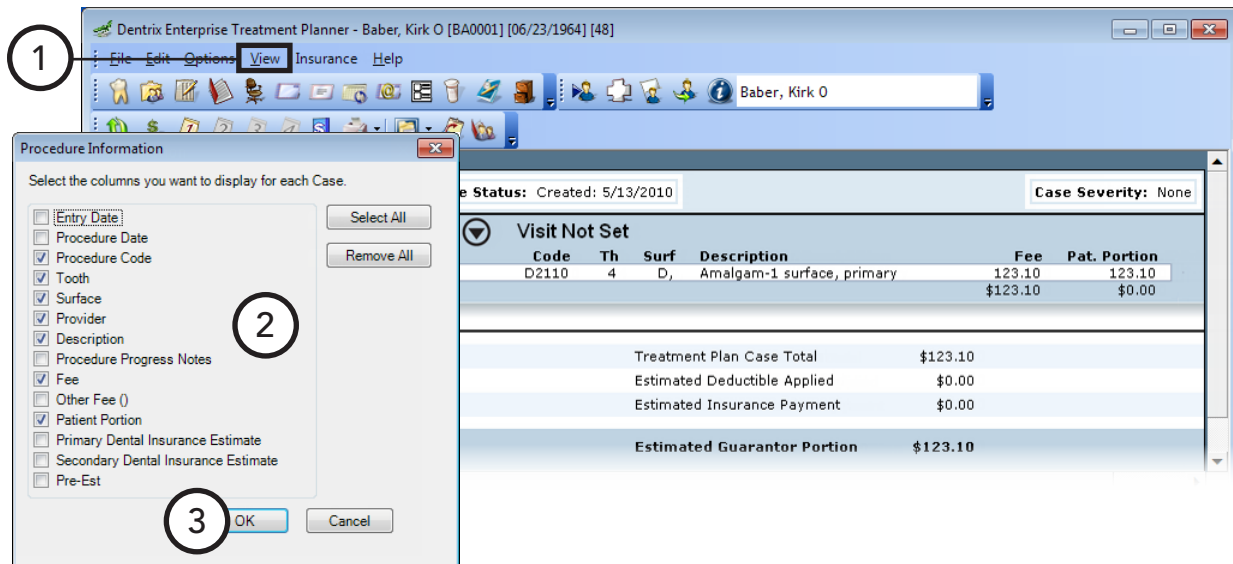 Dentrix Enterprise Treatment Planner - Baber, Kirk O [BA0001] [06/23/1964] [48]
1
File Edit Options View Insurance Help
Baber, Kirk O
Procedure Information
Select the columns you want to display for each Case.
Entry Date
Procedure Date
Procedure Code
Tooth
Surface
Provider
Description
Procedure Progress Notes
Fee
Other Fee ()
Patient Portion
Primary Dental Insurance Estimate
Secondary Dental Insurance Estimate
Pre-Est
Select All
Remove All
2
3
OK
Cancel
Status: Created: 5/13/2010
Case Severity: None
Visit Not Set
Code Th Surf Description Fee Pat. Portion
D2110 4 D, Amalgam-1 surface, primary 123.10 123.10
$123.10 $0.00
Treatment Plan Case Total $123.10
Estimated Deductible Applied $0.00
Estimated Insurance Payment $0.00
Estimated Guarantor Portion $123.10